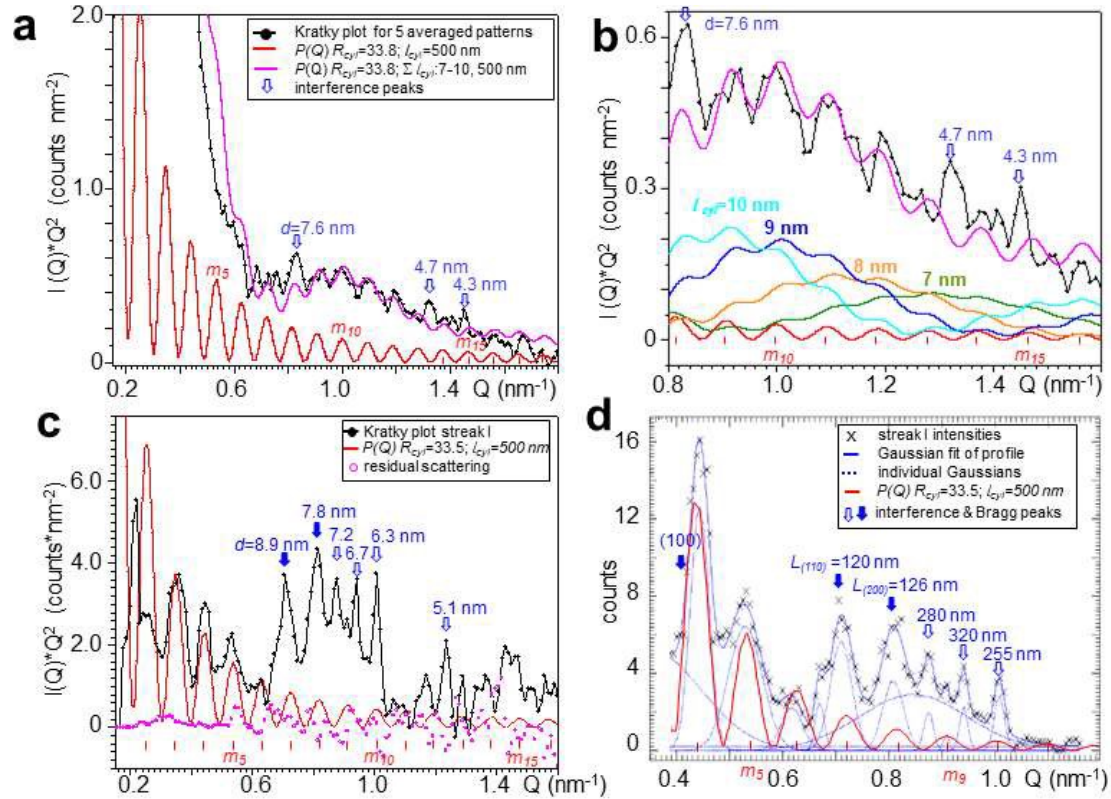 a
Kratky plot for 5 averaged patterns
P(Q) R_cyl=33.8; l_cyl=500 nm
P(Q) R_cyl=33.8; Σ l_cyl:7-10, 500 nm
interference peaks
I (Q)*Q² (counts nm⁻²)
2.0
1.0
0
d=7.6 nm
4.7 nm
4.3 nm
m₅
m₁₀
m₁₅
0.2 0.6 1.0 1.4 Q (nm⁻¹)
b
I (Q)*Q² (counts nm⁻²)
0.6
0.3
0
d=7.6 nm
4.7 nm
4.3 nm
l_cyl=10 nm
9 nm
8 nm
7 nm
m₁₀
m₁₅
0.8 1.0 1.2 1.4 Q (nm⁻¹)
c
Kratky plot streak I
P(Q) R_cyl=33.5; l_cyl=500 nm
residual scattering
I(Q)*Q² (counts*nm⁻²)
6.0
4.0
2.0
0
7.8 nm
d=8.9 nm
7.2
6.7
6.3 nm
5.1 nm
m₅
m₁₀
m₁₅
0.2 0.6 1.0 1.4 Q (nm⁻¹)
d
streak I intensities
Gaussian fit of profile
individual Gaussians
P(Q) R_cyl=33.5; l_cyl=500 nm
interference & Bragg peaks
counts
16
12
8
4
0
(100)
L(110) =120 nm
L(200)=126 nm
280 nm
320 nm
255 nm
m₅
m₉
0.4 0.6 0.8 1.0 Q (nm⁻¹)